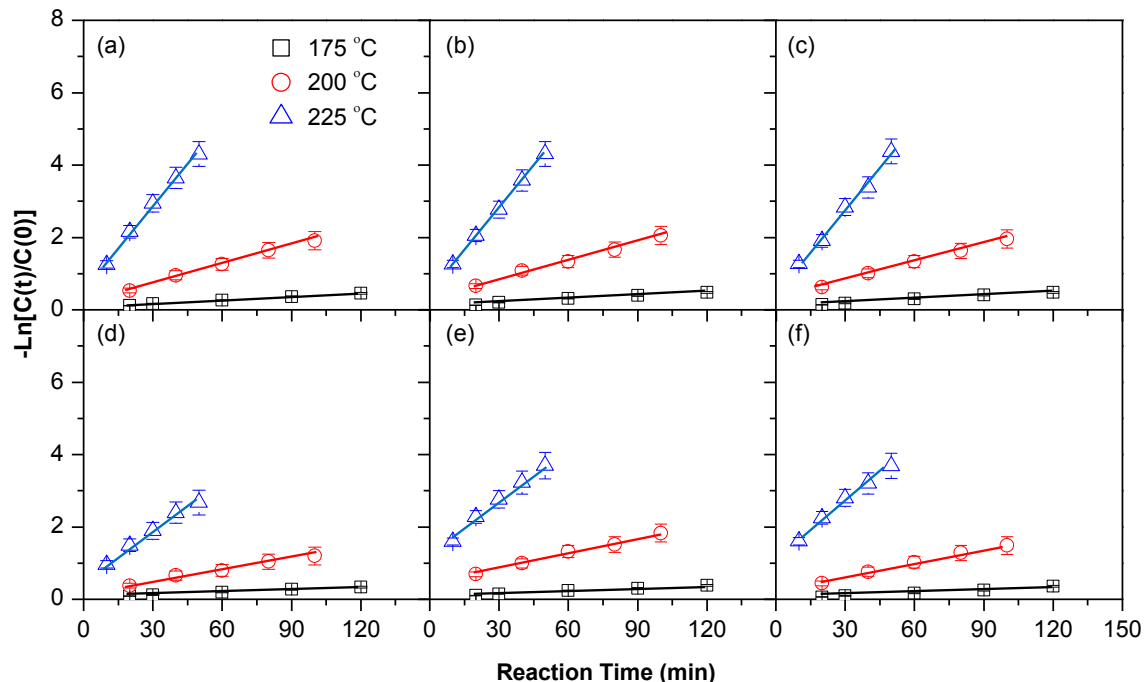 8
(a)
175 °C
200 °C
225 °C
(b)
(c)
6
4
2
0
-Ln[C(t)/C(0)]
(d)
(e)
(f)
6
4
2
0
0 30 60 90 120 0 30 60 90 120 0 30 60 90 120 150
Reaction Time (min)